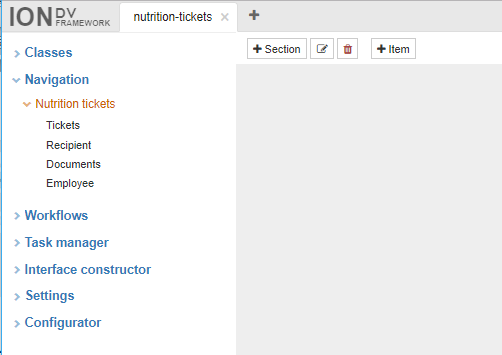 ION DV FRAMEWORK
nutrition-tickets
Section
Item
Classes
Navigation
Nutrition tickets
Tickets
Recipient
Documents
Employee
Workflows
Task manager
Interface constructor
Settings
Configurator